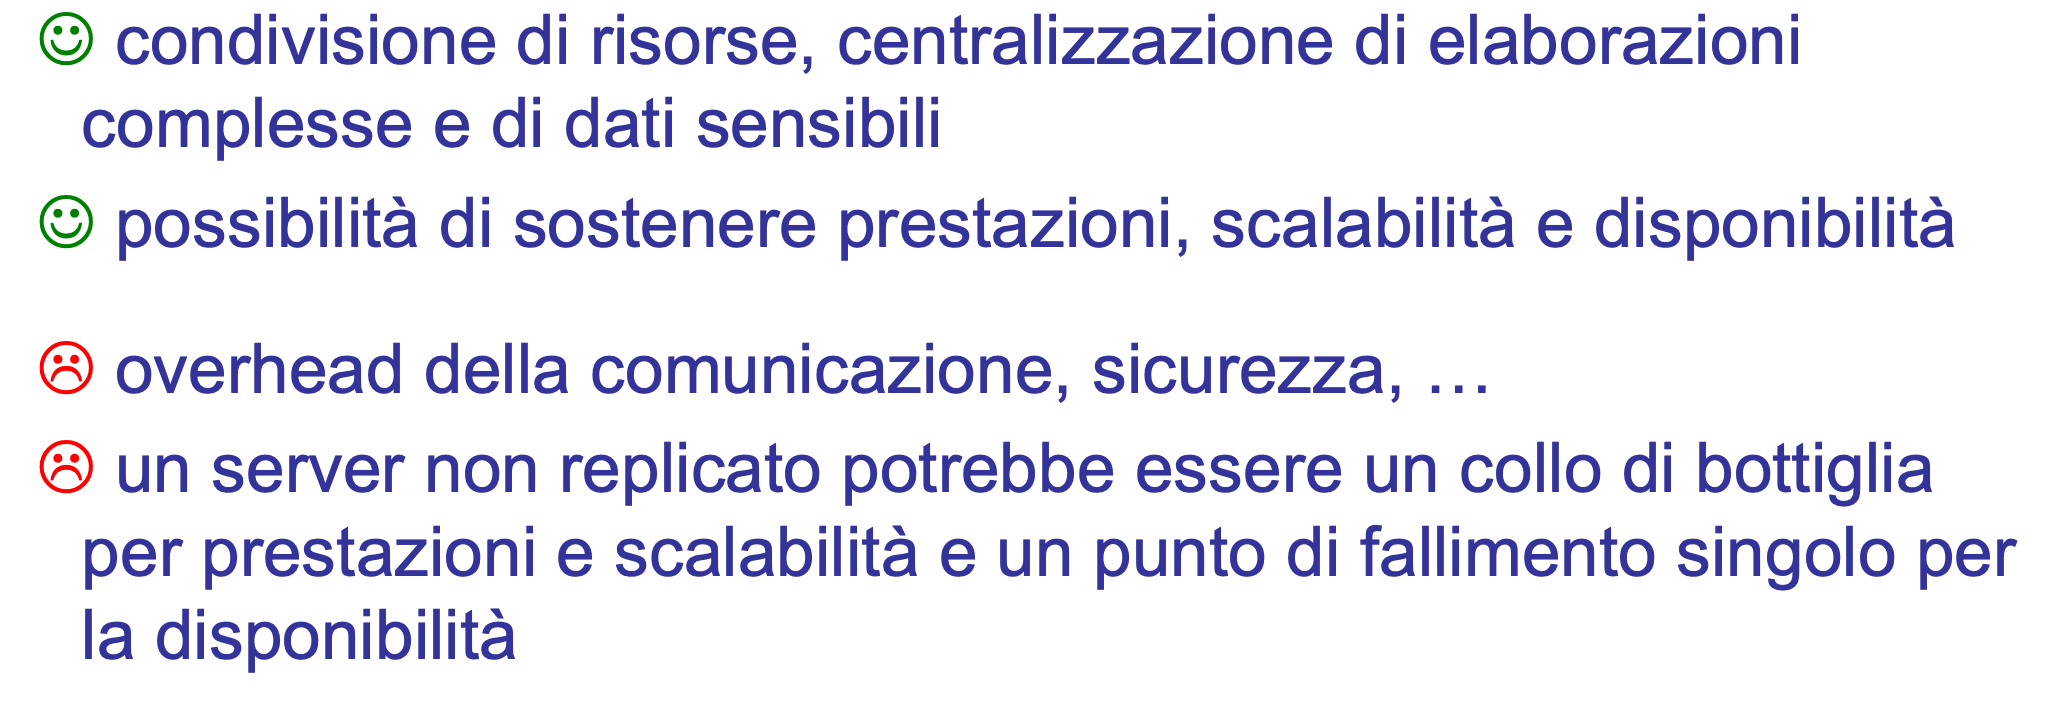 condivisione di risorse, centralizzazione di elaborazioni
complesse e di dati sensibili
possibilità di sostenere prestazioni, scalabilità e disponibilità
overhead della comunicazione, sicurezza, …
un server non replicato potrebbe essere un collo di bottiglia
per prestazioni e scalabilità e un punto di fallimento singolo per
la disponibilità